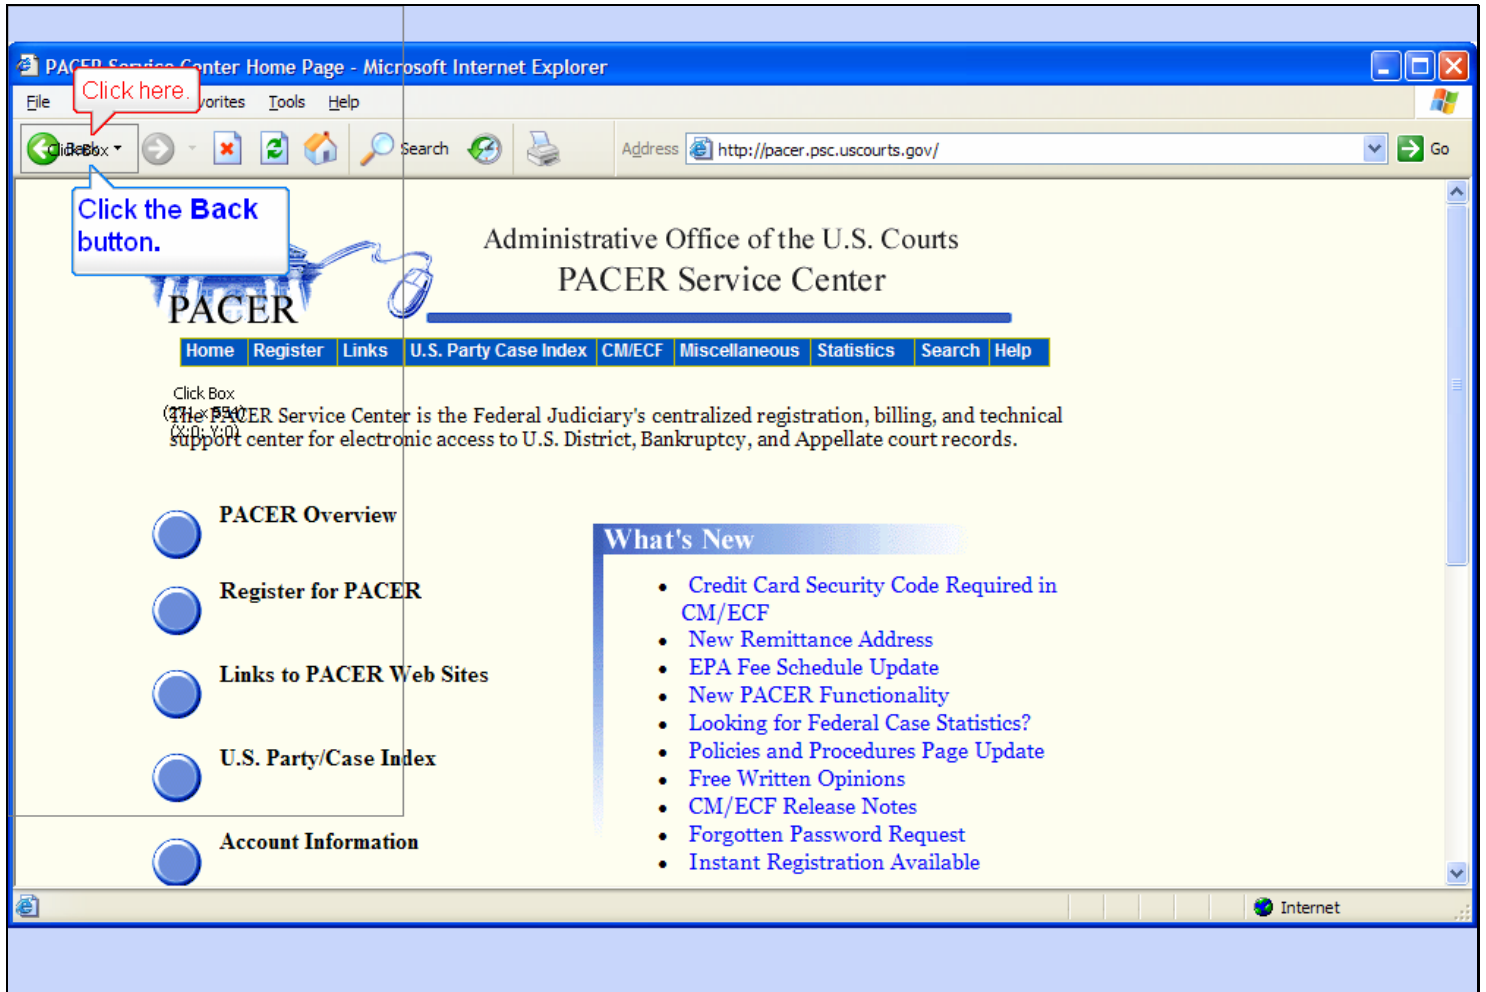 PACER Service Center Home Page - Microsoft Internet Explorer
Click here.
File vorites Tools Help
Back Click Box Search Address http://pacer.psc.uscourts.gov/ Go
Click the Back
button.
Administrative Office of the U.S. Courts
PACER Service Center
PACER
Home Register Links U.S. Party Case Index CM/ECF Miscellaneous Statistics Search Help
Click Box
(271 x 554)
(X:0; Y:0)
The PACER Service Center is the Federal Judiciary's centralized registration, billing, and technical
support center for electronic access to U.S. District, Bankruptcy, and Appellate court records.
PACER Overview
Register for PACER
Links to PACER Web Sites
U.S. Party/Case Index
Account Information
What's New
Credit Card Security Code Required in
CM/ECF
New Remittance Address
EPA Fee Schedule Update
New PACER Functionality
Looking for Federal Case Statistics?
Policies and Procedures Page Update
Free Written Opinions
CM/ECF Release Notes
Forgotten Password Request
Instant Registration Available
Internet